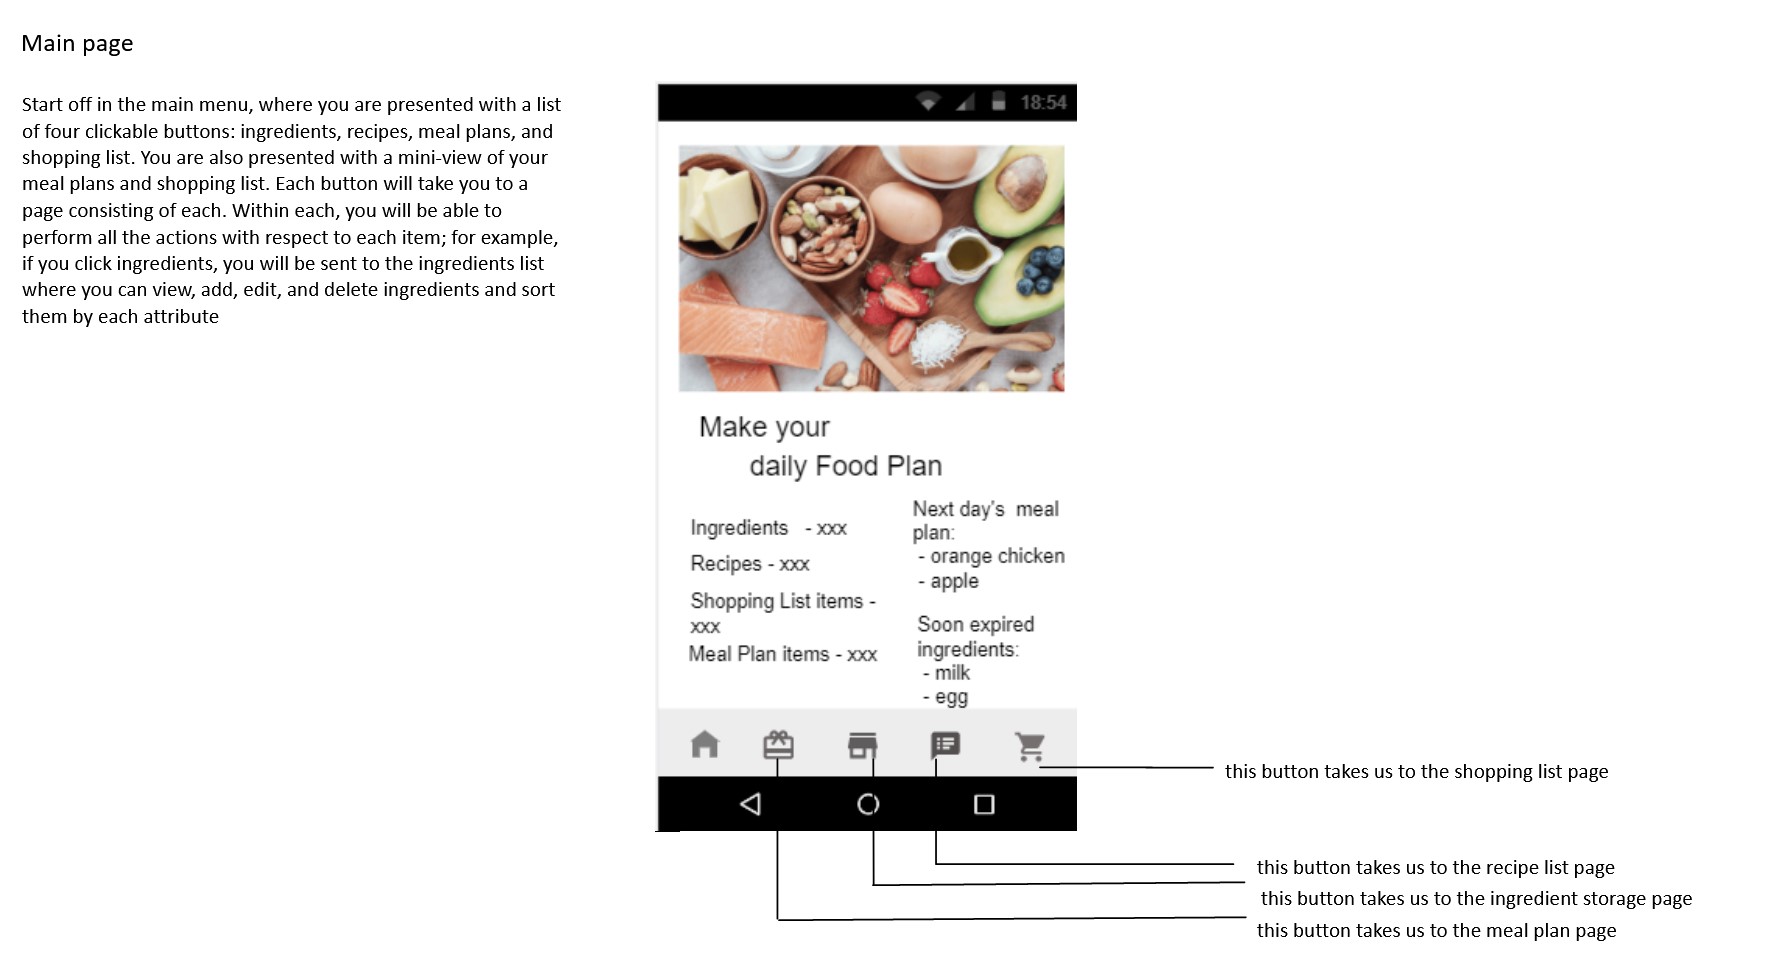 Main page
Start off in the main menu, where you are presented with a list
of four clickable buttons: ingredients, recipes, meal plans, and
shopping list. You are also presented with a mini-view of your
meal plans and shopping list. Each button will take you to a
page consisting of each. Within each, you will be able to
perform all the actions with respect to each item; for example,
if you click ingredients, you will be sent to the ingredients list
where you can view, add, edit, and delete ingredients and sort
them by each attribute
18:54
Make your
daily Food Plan
Ingredients - xxx
Recipes - xxx
Shopping List items -
xxx
Meal Plan items - xxx
Next day's meal
plan:
- orange chicken
- apple
Soon expired
ingredients:
- milk
- egg
this button takes us to the shopping list page
this button takes us to the recipe list page
this button takes us to the ingredient storage page
this button takes us to the meal plan page